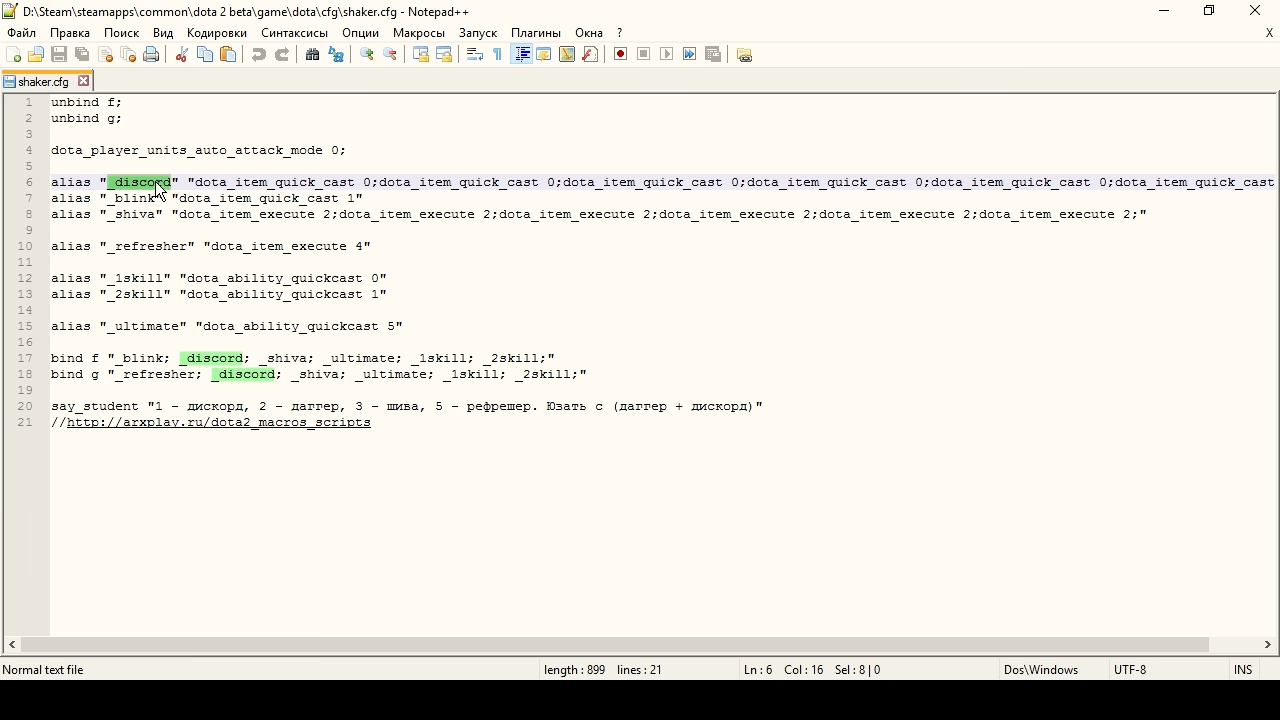 D:\Steam\steamapps\common\dota 2 beta\game\dota\cfg\shaker.cfg - Notepad++
Файл Правка Поиск Вид Кодировки Синтаксисы Опции Макросы Запуск Плагины Окна ? X
shaker.cfg
1 unbind f;
2 unbind g;
3
4 dota_player_units_auto_attack_mode 0;
5
6 alias "_discord" "dota_item_quick_cast 0;dota_item_quick_cast 0;dota_item_quick_cast 0;dota_item_quick_cast 0;dota_item_quick_cast 0;dota_item_quick_cast
7 alias "_blink" "dota_item_quick_cast 1"
8 alias "_shiva" "dota_item_execute 2;dota_item_execute 2;dota_item_execute 2;dota_item_execute 2;dota_item_execute 2;dota_item_execute 2;"
9
10 alias "_refresher" "dota_item_execute 4"
11
12 alias "_1skill" "dota_ability_quickcast 0"
13 alias "_2skill" "dota_ability_quickcast 1"
14
15 alias "_ultimate" "dota_ability_quickcast 5"
16
17 bind f "_blink; _discord; _shiva; _ultimate; _1skill; _2skill;"
18 bind g "_refresher; _discord; _shiva; _ultimate; _1skill; _2skill;"
19
20 say_student "1 - дискорд, 2 - даггер, 3 - шива, 5 - рефрешер. Юзать с (даггер + дискорд)"
21 //http://arxplay.ru/dota2_macros_scripts
Normal text file length : 899 lines : 21 Ln : 6 Col : 16 Sel : 8 | 0 Dos\Windows UTF-8 INS